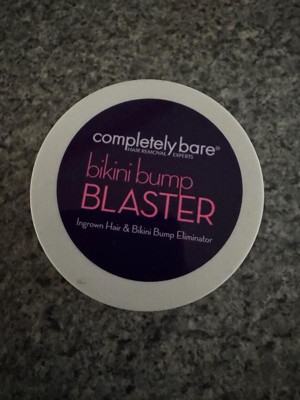 completely bare®
HAIR REMOVAL EXPERTS
bikini bump
BLASTER
Ingrown Hair & Bikini Bump Eliminator